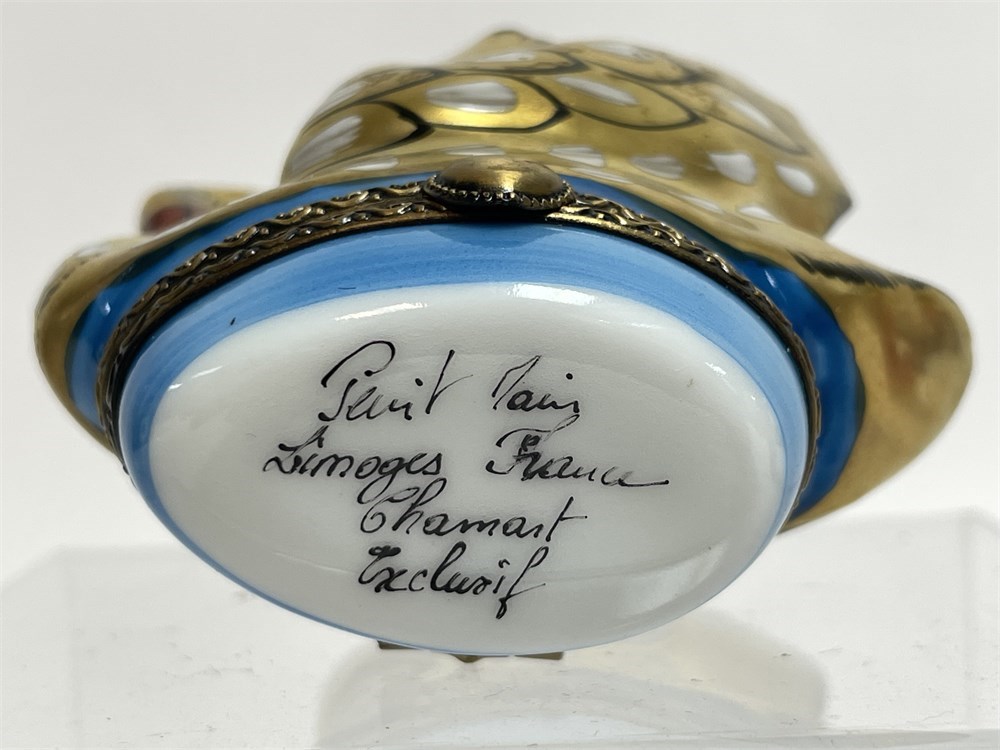 Peint Main
Limoges France
Chamart
Exclusif